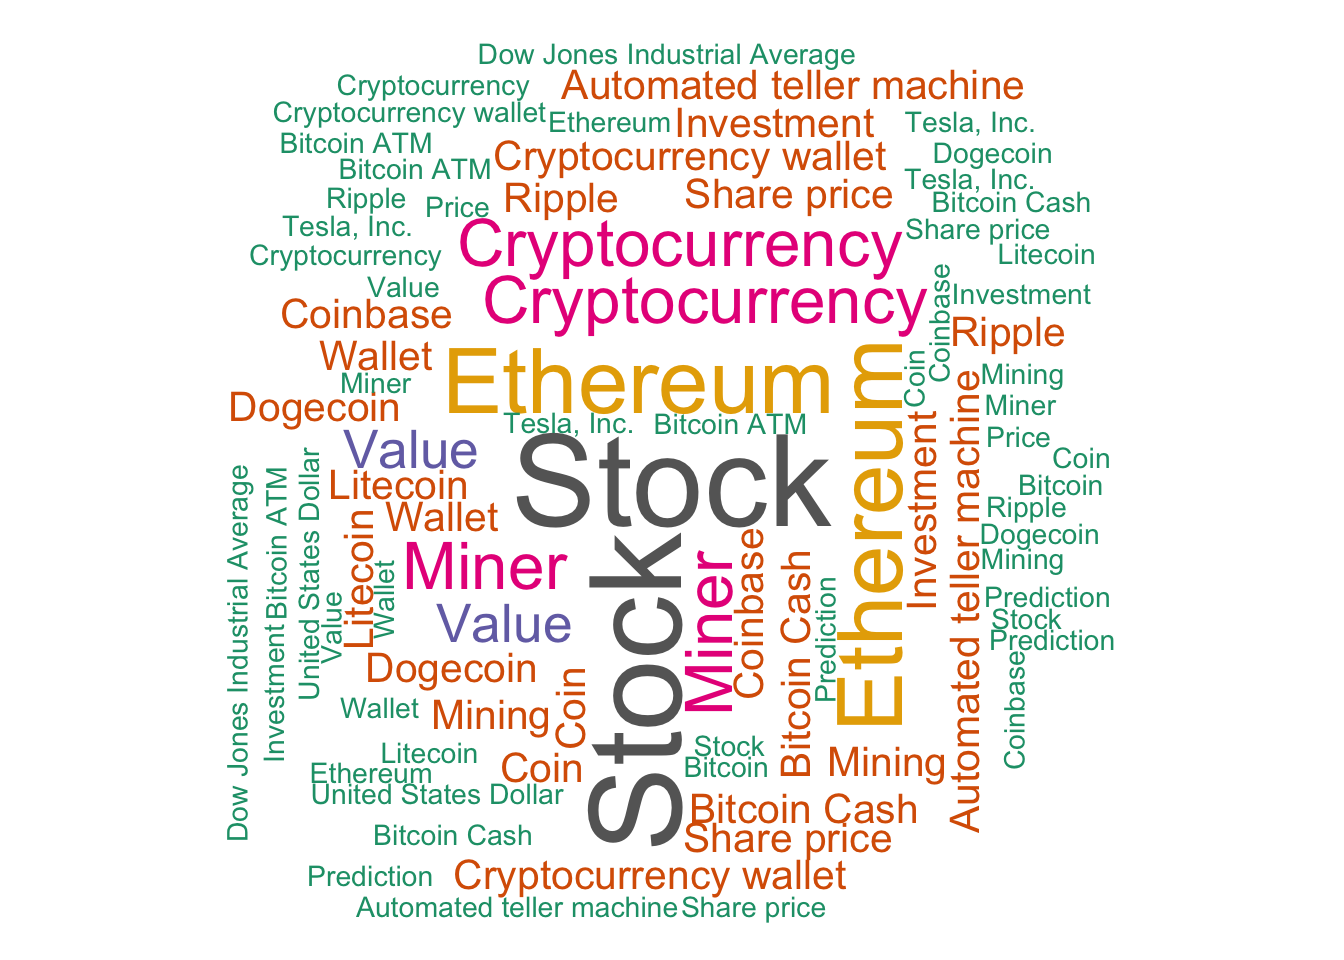 Dow Jones Industrial Average
Cryptocurrency
Automated teller machine
Cryptocurrency wallet
Ethereum
Investment
Tesla, Inc.
Bitcoin ATM
Cryptocurrency wallet
Dogecoin
Bitcoin ATM
Tesla, Inc.
Ripple
Price
Ripple
Share price
Bitcoin Cash
Tesla, Inc.
Cryptocurrency
Share price
Cryptocurrency
Litecoin
Value
Cryptocurrency
Coinbase
Investment
Coinbase
Wallet
Ripple
Miner
Ethereum
Ethereum
Coin
Mining
Dogecoin
Miner
Tesla, Inc.
Bitcoin ATM
Investment
Automated teller machine
Price
Value
Stock
Coin
Litecoin
Bitcoin
Wallet
Ripple
Dow Jones Industrial Average
Bitcoin ATM
United States Dollar
Litecoin
Dogecoin
Miner
Stock
Miner
Coinbase
Bitcoin Cash
Mining
Wallet
Value
Prediction
Prediction
Value
Stock
Investment
Prediction
Dogecoin
Coin
Coinbase
Wallet
Mining
Litecoin
Stock
Ethereum
Coin
Bitcoin
Mining
United States Dollar
Bitcoin Cash
Bitcoin Cash
Share price
Prediction
Cryptocurrency wallet
Automated teller machine
Share price